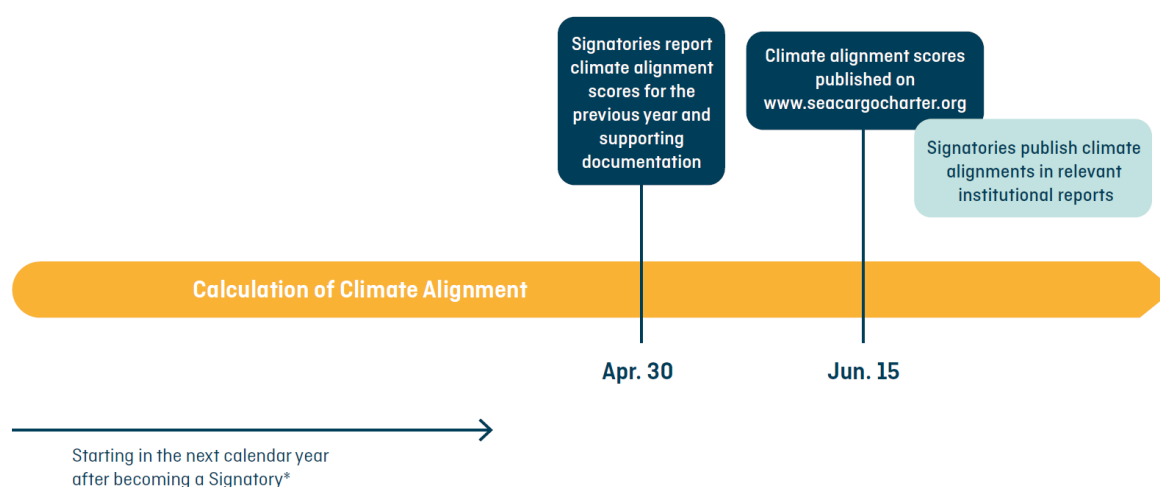 Signatories report
climate alignment
scores for the
previous year and
supporting
documentation
Climate alignment scores
published on
www.seacargocharter.org
Signatories publish climate
alignments in relevant
institutional reports
Calculation of Climate Alignment
Apr. 30
Jun. 15
Starting in the next calendar year
after becoming a Signatory*